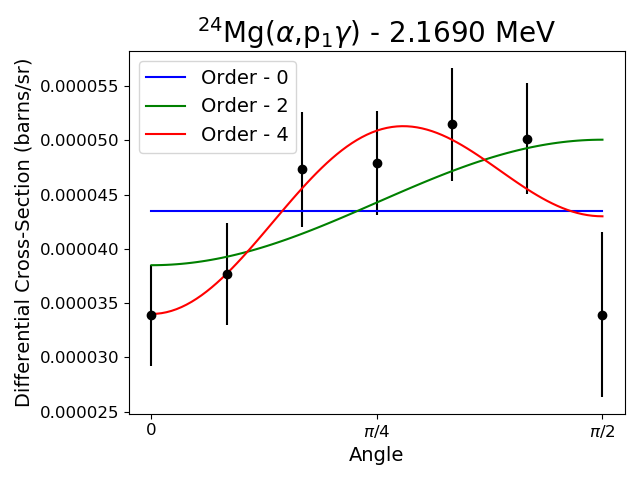 ²⁴Mg(α,p₁γ) - 2.1690 MeV
Differential Cross-Section (barns/sr)
0.000055
0.000050
0.000045
0.000040
0.000035
0.000030
0.000025
Order - 0
Order - 2
Order - 4
0
π/4
π/2
Angle